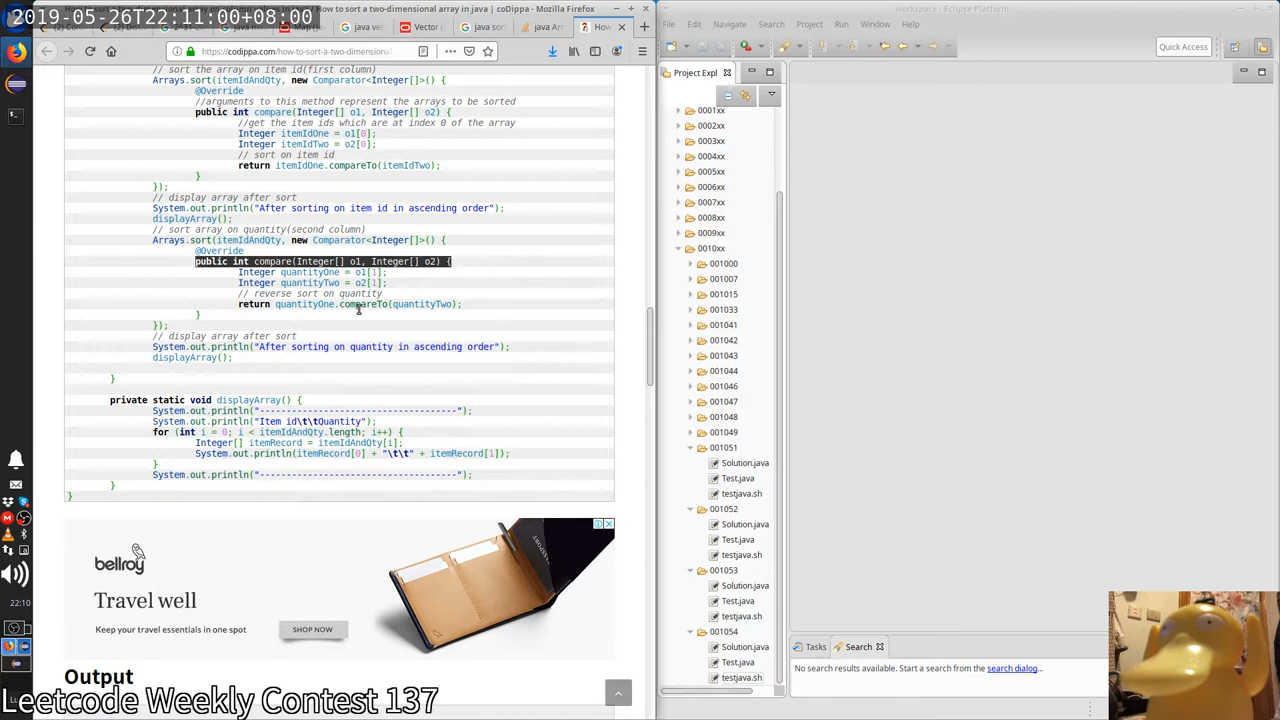 2019-05-26T22:11:00+08:00
How to sort a two-dimensional array in java | coDippa - Mozilla Firefox
workspace - Eclipse Platform
Vector (
java sor
java Arr
How
File Edit Navigate Search Project Run Window Help
https://codippa.com/how-to-sort-a-two-dimensional
Quick Access
Project Expl
// sort the array on item id(first column)
Arrays.sort(itemIdAndQty, new Comparator<Integer[]>() {
@Override
//arguments to this method represent the arrays to be sorted
public int compare(Integer[] o1, Integer[] o2) {
//get the item ids which are at index 0 of the array
Integer itemIdOne = o1[0];
Integer itemIdTwo = o2[0];
// sort on item id
return itemIdOne.compareTo(itemIdTwo);
}
});
// display array after sort
System.out.println("After sorting on item id in ascending order");
displayArray();
// sort array on quantity(second column)
Arrays.sort(itemIdAndQty, new Comparator<Integer[]>() {
@Override
public int compare(Integer[] o1, Integer[] o2) {
Integer quantityOne = o1[1];
Integer quantityTwo = o2[1];
// reverse sort on quantity
return quantityOne.compareTo(quantityTwo);
}
});
// display array after sort
System.out.println("After sorting on quantity in ascending order");
displayArray();
}
private static void displayArray() {
System.out.println("-------------------------------------");
System.out.println("Item id\t\tQuantity");
for (int i = 0; i < itemIdAndQty.length; i++) {
Integer[] itemRecord = itemIdAndQty[i];
System.out.println(itemRecord[0] + "\t\t" + itemRecord[1]);
}
System.out.println("-------------------------------------");
}
}
bellroy
Travel well
Keep your travel essentials in one spot
SHOP NOW
Output
22:10
0001xx
0002xx
0003xx
0004xx
0005xx
0006xx
0007xx
0008xx
0009xx
0010xx
001000
001007
001015
001033
001041
001042
001043
001044
001046
001047
001048
001049
001051
Solution.java
Test.java
testjava.sh
001052
Solution.java
Test.java
testjava.sh
001053
Solution.java
Test.java
testjava.sh
001054
Solution.java
Test.java
testjava.sh
Tasks Search
No search results available. Start a search from the search dialog...
Leetcode Weekly Contest 137